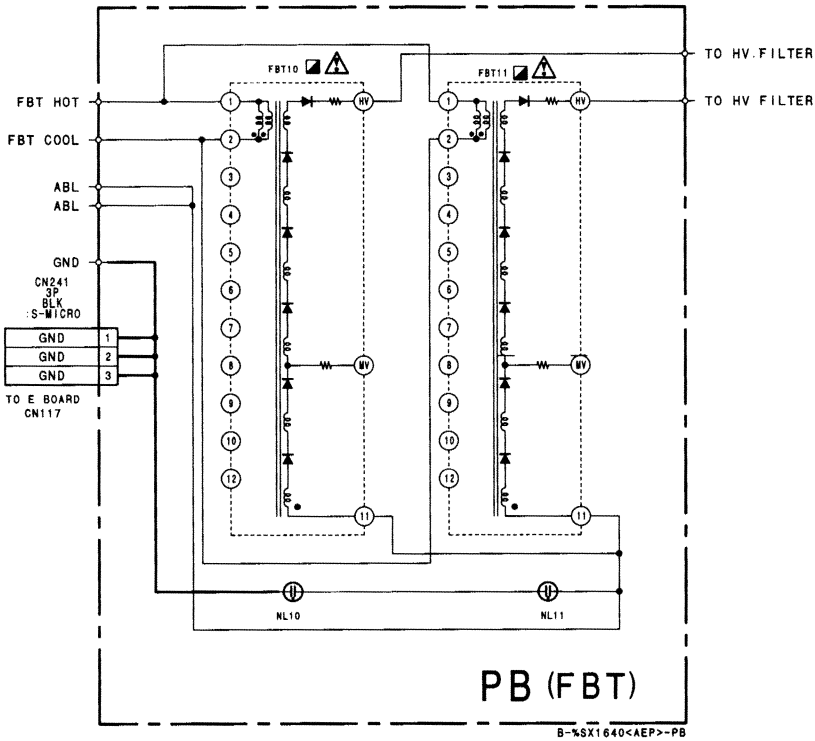 TO HV.FILTER
FBT10
FBT11
FBT HOT
1
HV
1
HV
TO HV FILTER
FBT COOL
2
2
3
3
ABL
ABL
4
4
5
5
GND
CN241
3P
BLK
:S-MICRO
6
6
7
7
GND 1
GND 2
GND 3
8
MV
8
MV
TO E BOARD
CN117
9
9
10
10
12
12
11
11
NL10
NL11
PB (FBT)
B-%SX1640<AEP>-PB